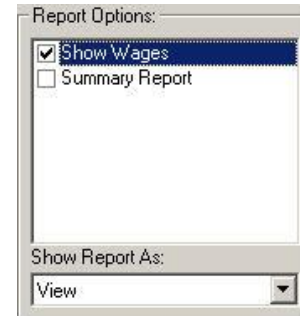 Report Options:
Show Wages
Summary Report
Show Report As:
View